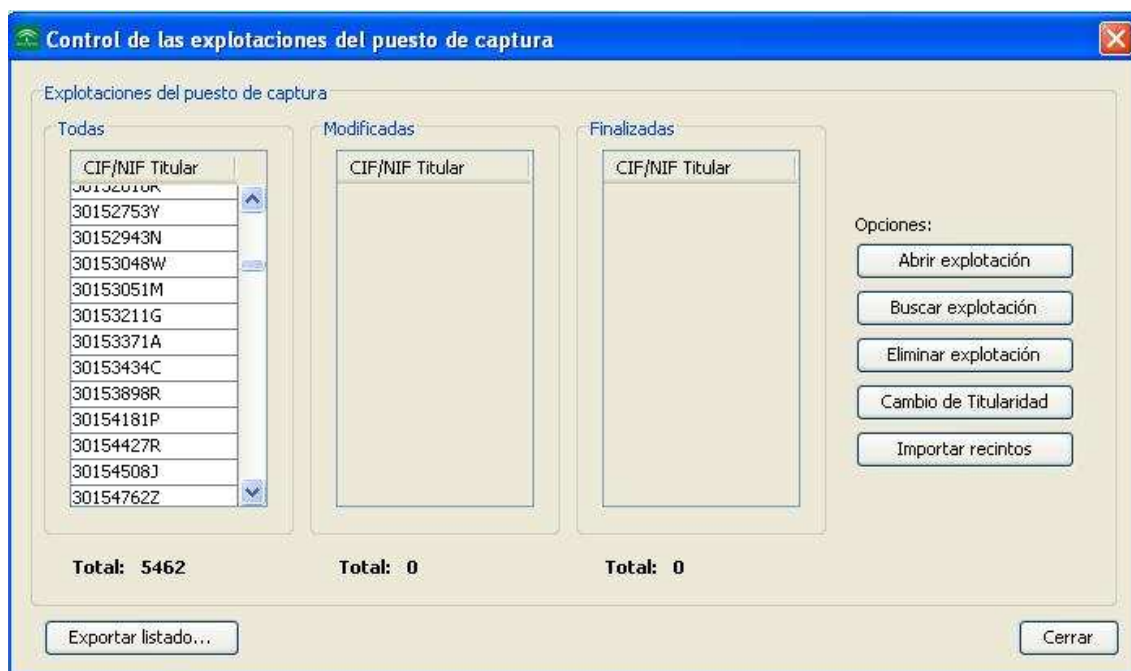 Control de las explotaciones del puesto de captura
Explotaciones del puesto de captura
Todas
CIF/NIF Titular
30152753Y
30152943N
30153048W
30153051M
30153211G
30153371A
30153434C
30153898R
30154181P
30154427R
30154508J
30154762Z
Total: 5462
Modificadas
CIF/NIF Titular
Total: 0
Finalizadas
CIF/NIF Titular
Total: 0
Opciones:
Abrir explotación
Buscar explotación
Eliminar explotación
Cambio de Titularidad
Importar recintos
Exportar listado...
Cerrar